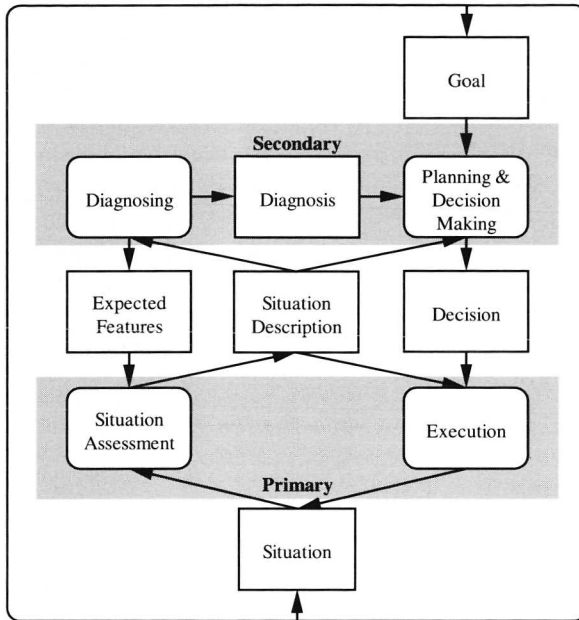 Goal
Secondary
Diagnosing
Diagnosis
Planning &
Decision
Making
Expected
Features
Situation
Description
Decision
Situation
Assessment
Execution
Primary
Situation